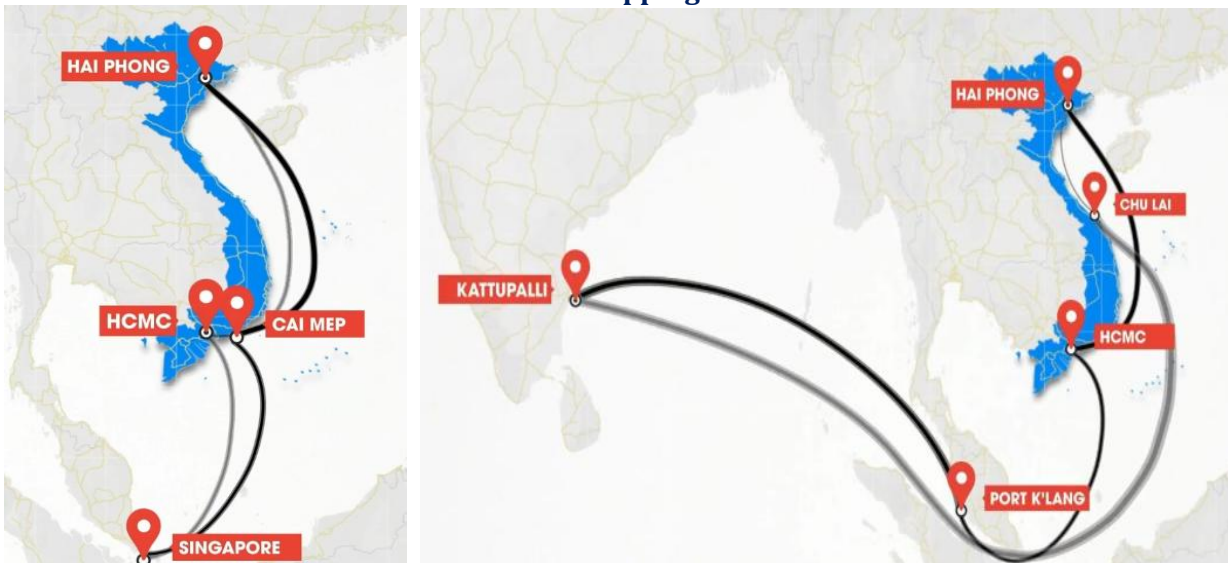 HAI PHONG
HCMC
CAI MEP
SINGAPORE
HAI PHONG
CHU LAI
KATTUPALLI
HCMC
PORT K'LANG